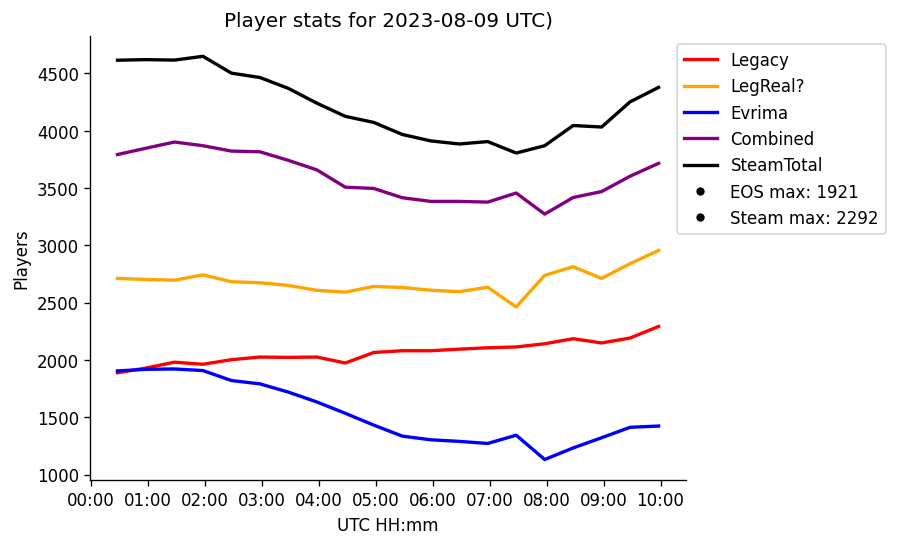 Player stats for 2023-08-09 UTC)
Legacy
LegReal?
Evrima
Combined
SteamTotal
EOS max: 1921
Steam max: 2292
Players
4500
4000
3500
3000
2500
2000
1500
1000
00:00 01:00 02:00 03:00 04:00 05:00 06:00 07:00 08:00 09:00 10:00
UTC HH:mm